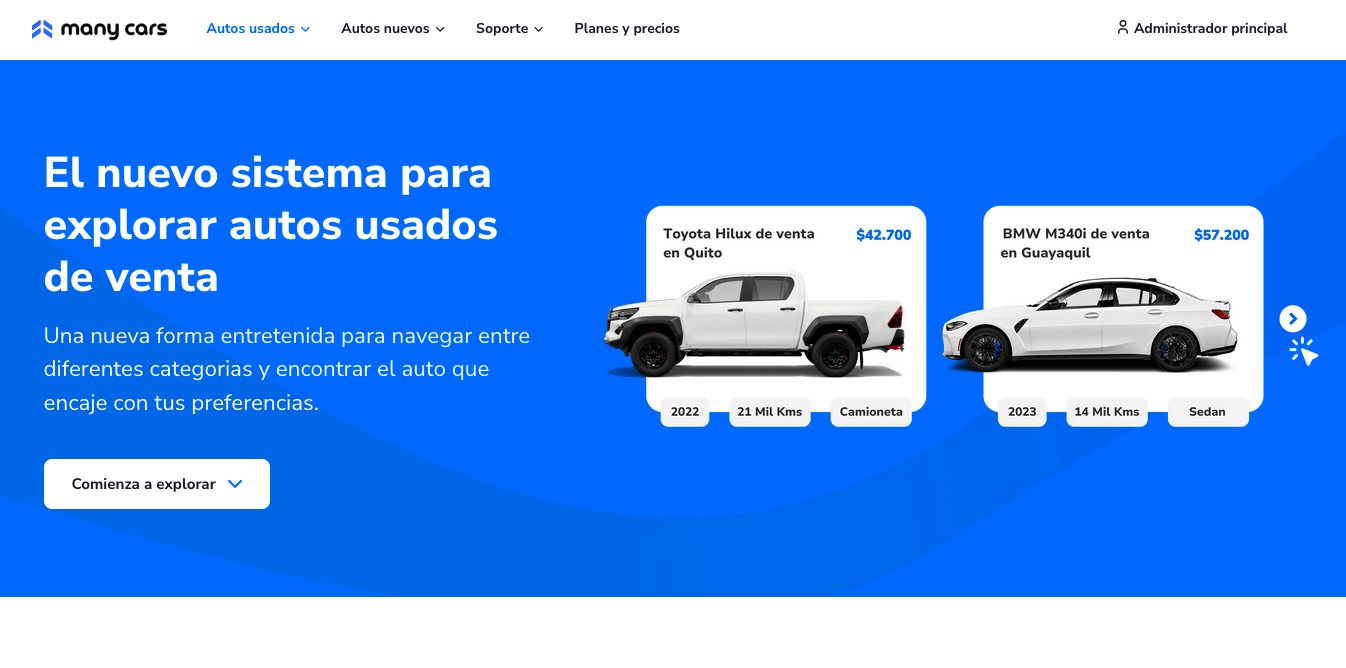 many cars
Autos usados
Autos nuevos
Soporte
Planes y precios
Administrador principal
El nuevo sistema para
explorar autos usados
de venta
Una nueva forma entretenida para navegar entre
diferentes categorias y encontrar el auto que
encaje con tus preferencias.
Comienza a explorar
Toyota Hilux de venta
en Quito
$42.700
2022
21 Mil Kms
Camioneta
BMW M340i de venta
en Guayaquil
$57.200
2023
14 Mil Kms
Sedan